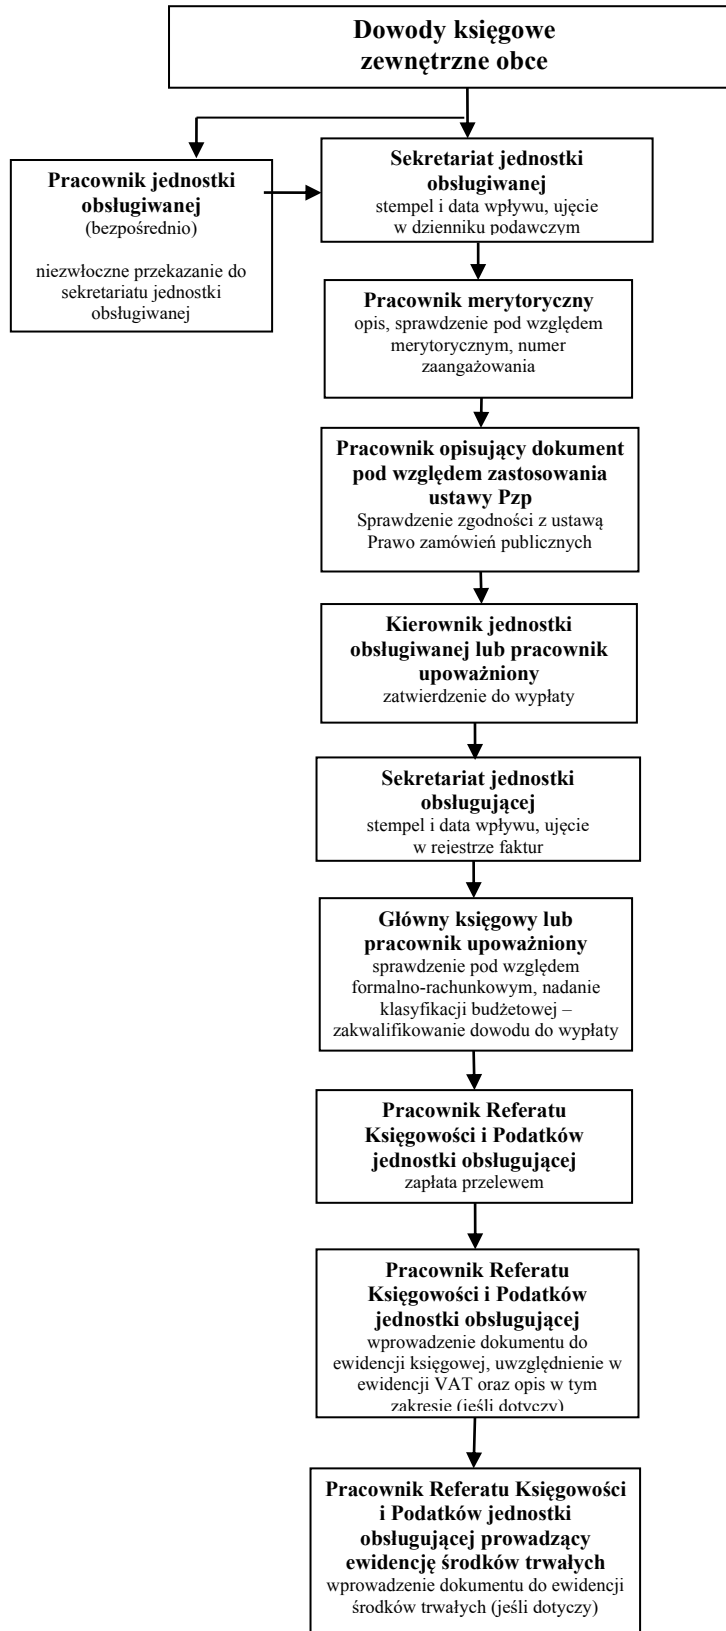 Dowody księgowe
zewnętrzne obce
Pracownik jednostki
obsługiwanej
(bezpośrednio)
niezwłoczne przekazanie do
sekretariatu jednostki
obsługiwanej
Sekretariat jednostki
obsługiwanej
stempel i data wpływu, ujęcie
w dzienniku podawczym
Pracownik merytoryczny
opis, sprawdzenie pod względem
merytorycznym, numer
zaangażowania
Pracownik opisujący dokument
pod względem zastosowania
ustawy Pzp
Sprawdzenie zgodności z ustawą
Prawo zamówień publicznych
Kierownik jednostki
obsługiwanej lub pracownik
upoważniony
zatwierdzenie do wypłaty
Sekretariat jednostki
obsługującej
stempel i data wpływu, ujęcie
w rejestrze faktur
Główny księgowy lub
pracownik upoważniony
sprawdzenie pod względem
formalno-rachunkowym, nadanie
klasyfikacji budżetowej –
zakwalifikowanie dowodu do wypłaty
Pracownik Referatu
Księgowości i Podatków
jednostki obsługującej
zapłata przelewem
Pracownik Referatu
Księgowości i Podatków
jednostki obsługującej
wprowadzenie dokumentu do
ewidencji księgowej, uwzględnienie w
ewidencji VAT oraz opis w tym
zakresie (jeśli dotyczy)
Pracownik Referatu Księgowości
i Podatków jednostki
obsługującej prowadzący
ewidencję środków trwałych
wprowadzenie dokumentu do ewidencji
środków trwałych (jeśli dotyczy)